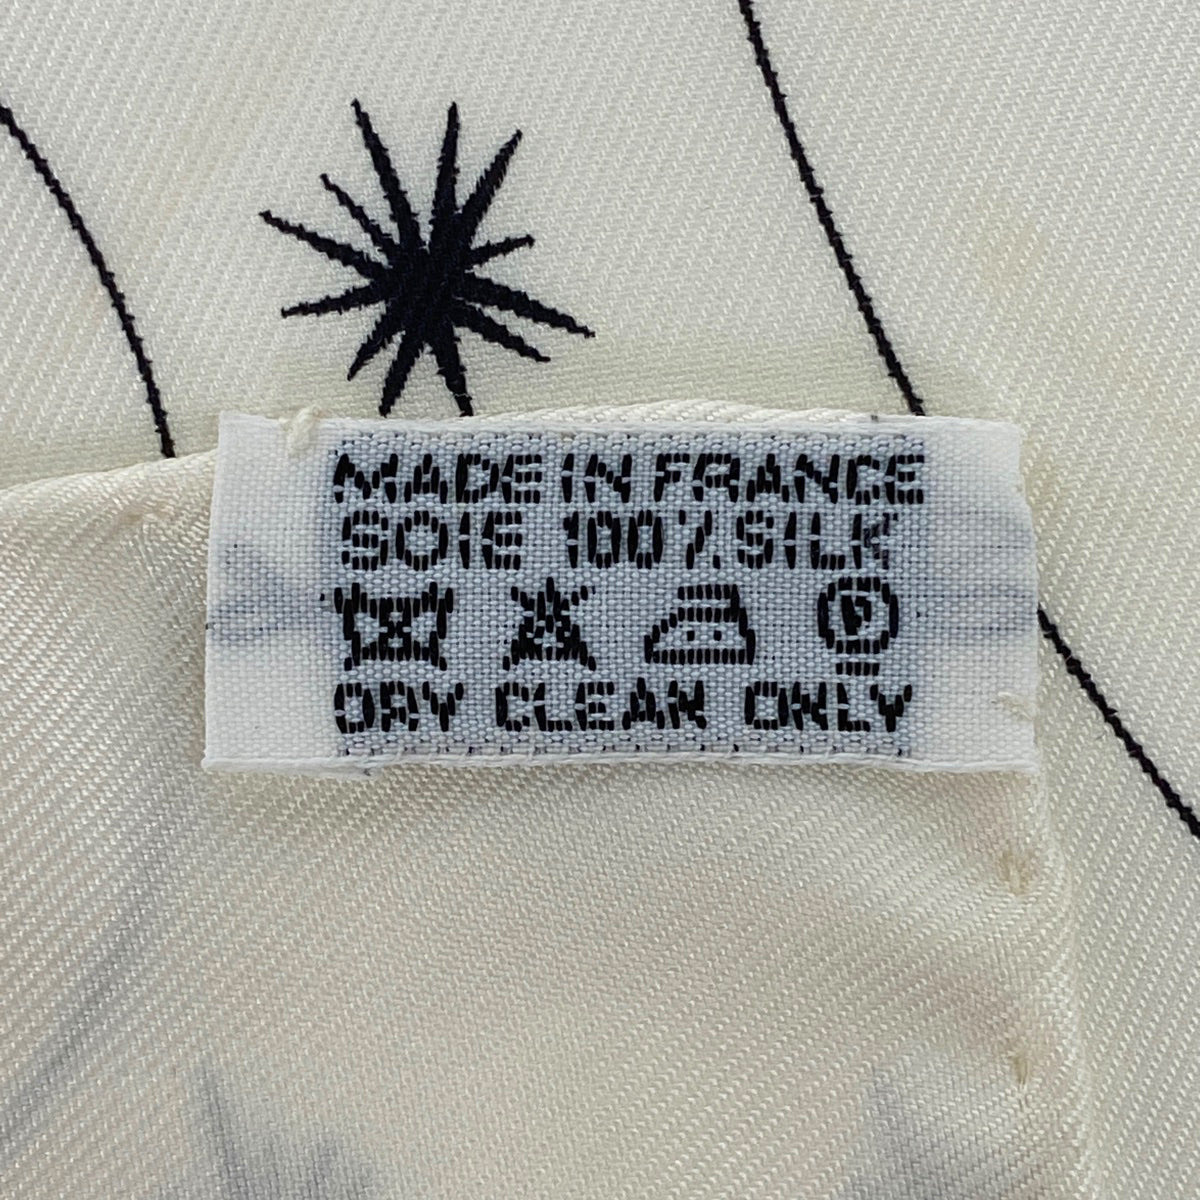 MADE IN FRANCE
SOIE 100% SILK
P
DRY CLEAN ONLY